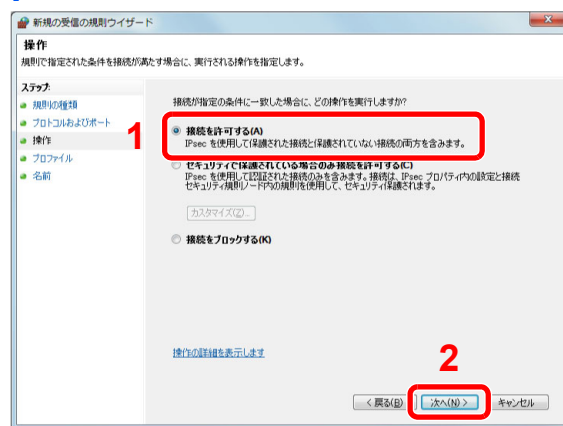 新規の受信の規則ウィザード
操作
規則で指定された条件を接続が満たす場合に、実行される操作を指定します。
ステップ:
規則の種類
プロトコルおよびポート
操作
プロファイル
名前
接続が指定の条件に一致した場合に、どの操作を実行しますか?
1
接続を許可する(A)
IPsec を使用して保護された接続と保護されていない接続の両方を含みます。
セキュリティで保護されている場合のみ接続を許可する(C)
IPsec を使用して認証された接続のみを含みます。接続は、IPsec プロパティ内の設定と接続
セキュリティ規則ノード内の規則を使用して、セキュリティ保護されます。
カスタマイズ(Z)...
接続をブロックする(K)
操作の詳細を表示します
2
< 戻る(B)
次へ(N) >
キャンセル